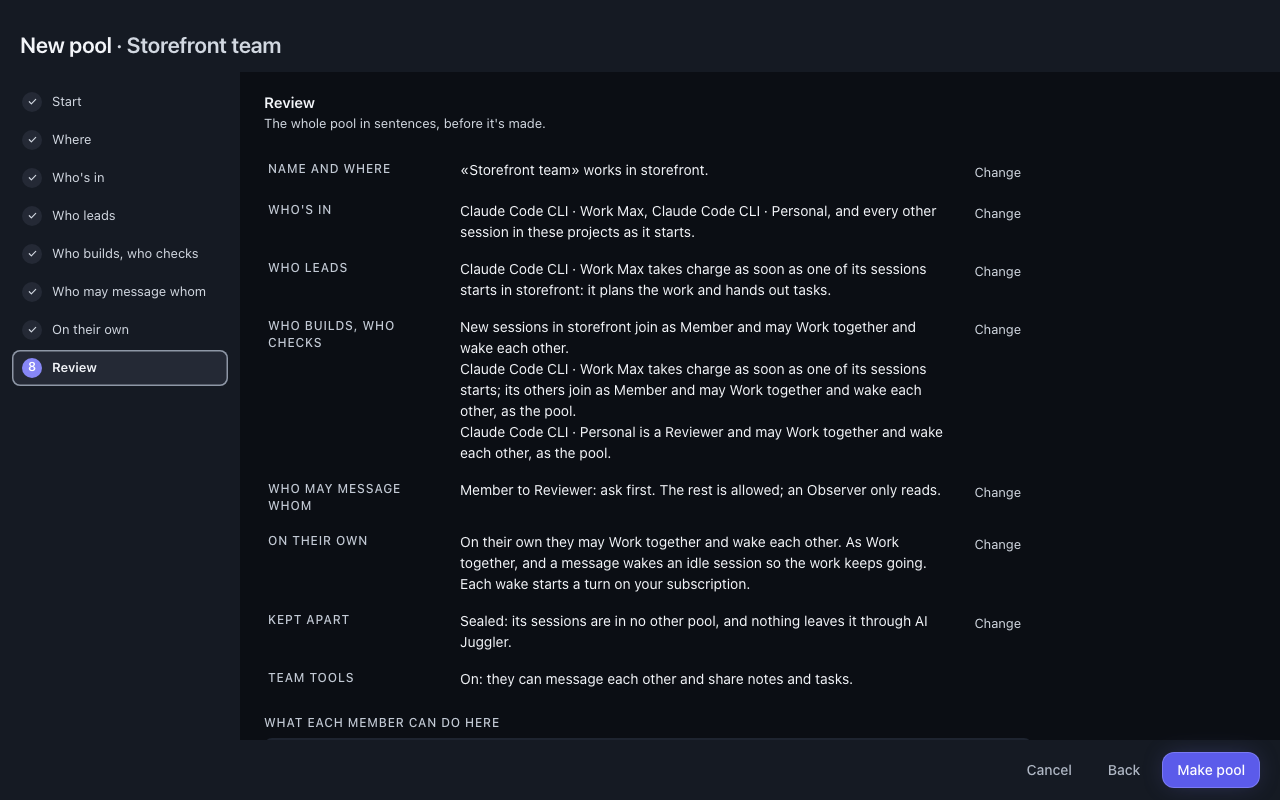 New pool · Storefront team
Start
Where
Who's in
Who leads
Who builds, who checks
Who may message whom
On their own
8 Review
Review
The whole pool in sentences, before it's made.
NAME AND WHERE
«Storefront team» works in storefront.
Change
WHO'S IN
Claude Code CLI · Work Max, Claude Code CLI · Personal, and every other
session in these projects as it starts.
Change
WHO LEADS
Claude Code CLI · Work Max takes charge as soon as one of its sessions
starts in storefront: it plans the work and hands out tasks.
Change
WHO BUILDS, WHO
CHECKS
New sessions in storefront join as Member and may Work together and
wake each other.
Claude Code CLI · Work Max takes charge as soon as one of its sessions
starts; its others join as Member and may Work together and wake each
other, as the pool.
Claude Code CLI · Personal is a Reviewer and may Work together and wake
each other, as the pool.
Change
WHO MAY MESSAGE
WHOM
Member to Reviewer: ask first. The rest is allowed; an Observer only reads.
Change
ON THEIR OWN
On their own they may Work together and wake each other. As Work
together, and a message wakes an idle session so the work keeps going.
Each wake starts a turn on your subscription.
Change
KEPT APART
Sealed: its sessions are in no other pool, and nothing leaves it through AI
Juggler.
Change
TEAM TOOLS
On: they can message each other and share notes and tasks.
WHAT EACH MEMBER CAN DO HERE
Cancel
Back
Make pool